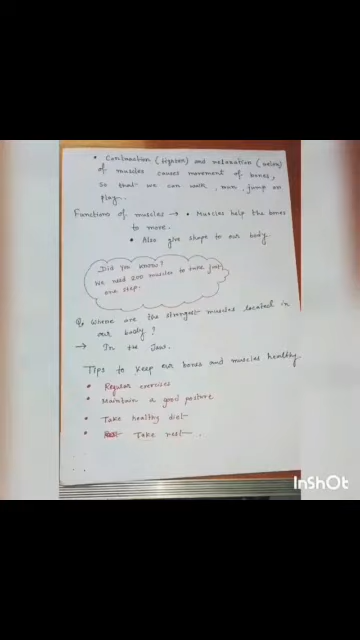 • Contraction (tighten) and relaxation (relax)
of muscles causes movement of bones,
so that we can walk, run, jump or
play.
Functions of muscles → • Muscles help the bones
to move.
• Also give shape to our body.
Did you know?
We need 200 muscles to take just
one step.
Q. Where are the strongest muscles located in
our body?
→ In the Jaws.
Tips to keep our bones and muscles healthy
• Regular exercises
• Maintain a good posture
• Take healthy diet
• Take rest.
InShOt